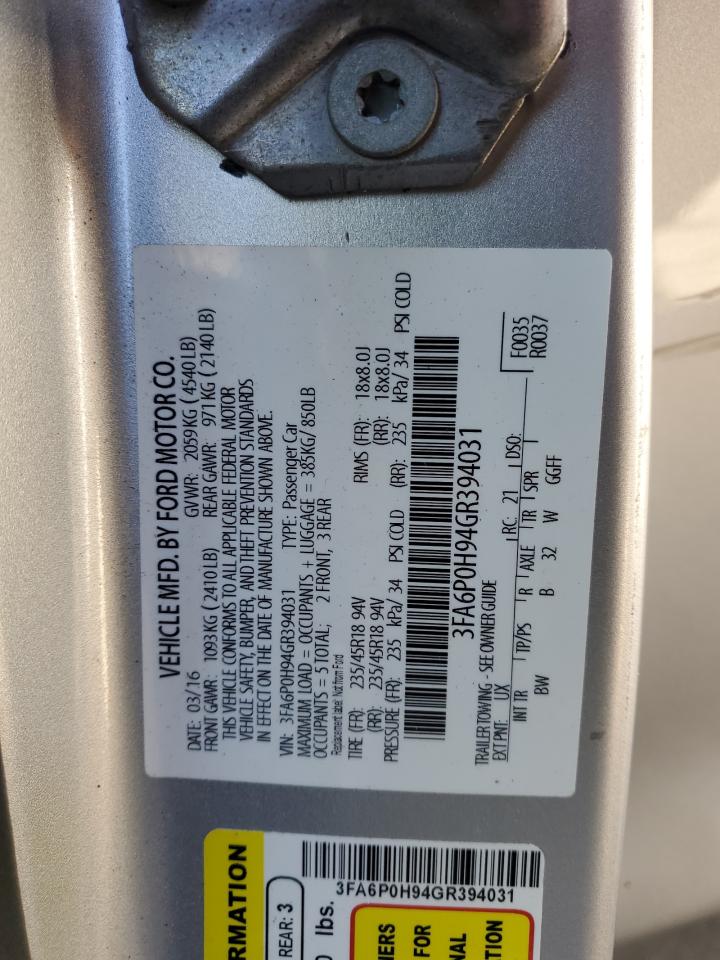 VEHICLE MFD. BY FORD MOTOR CO.
DATE: 03/16 GVWR: 2059KG (4540LB)
FRONT GAWR: 1093KG (2410LB) REAR GAWR: 971KG (2140LB)
THIS VEHICLE CONFORMS TO ALL APPLICABLE FEDERAL MOTOR
VEHICLE SAFETY, BUMPER, AND THEFT PREVENTION STANDARDS
IN EFFECT ON THE DATE OF MANUFACTURE SHOWN ABOVE.
VIN: 3FA6P0H94GR394031 TYPE: Passenger Car
MAXIMUM LOAD = OCCUPANTS + LUGGAGE = 385KG/850LB
OCCUPANTS = 5 TOTAL; 2 FRONT, 3 REAR
Replacement label Not from Ford
TIRE (FR): 235/45R18 94V RIMS (FR): 18x8.0J
(RR): 235/45R18 94V (RR): 18x8.0J
PRESSURE (FR): 235 kPa/ 34 PSI COLD (RR): 235 kPa/ 34 PSI COLD
3FA6P0H94GR394031
TRAILER TOWING - SEE OWNER GUIDE
EXT PNT: UX RC: 21 DSO: F0035
INT TR TP/PS R AXLE TR SPR R0037
BW B 32 W GGFF
RMATION
REAR: 3
lbs.
3FA6P0H94GR394031
FOR